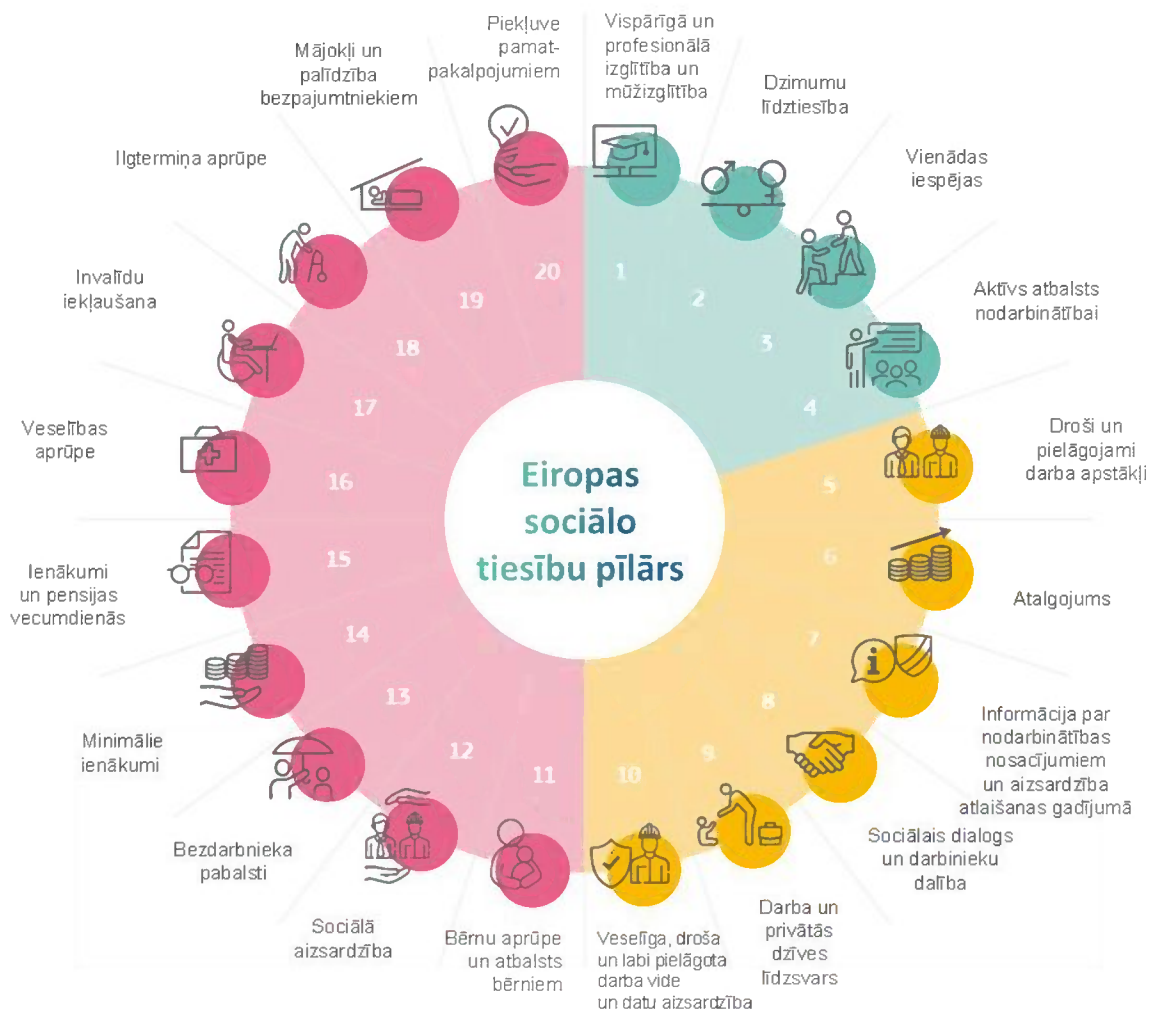 Piekļuve
pamat-
pakalpojumiem
Vispārīgā un
profesionālā
izglītība un
mūžizglītība
Mājokļi un
palīdzība
bezpajumtniekiem
Dzimumu
līdztiesība
Ilgtermiņa aprūpe
Vienādas
iespējas
Invalīdu
iekļaušana
Aktīvs atbalsts
nodarbinātībai
Veselības
aprūpe
Droši un
pielāgojami
darba apstākļi
Ienākumi
un pensijas
vecumdienās
Atalgojums
Minimālie
ienākumi
Informācija par
nodarbinātības
nosacījumiem
un aizsardzība
atlaišanas gadījumā
Bezdarbnieka
pabalsti
Sociālais dialogs
un darbinieku
dalība
Sociālā
aizsardzība
Bērnu aprūpe
un atbalsts
bērniem
Veselīga, droša
un labi pielāgota
darba vide
un datu aizsardzība
Darba un
privātās
dzīves
līdzsvars
1
2
3
4
5
6
7
8
9
10
11
12
13
14
15
16
17
18
19
20
Eiropas
sociālo
tiesību pīlārs